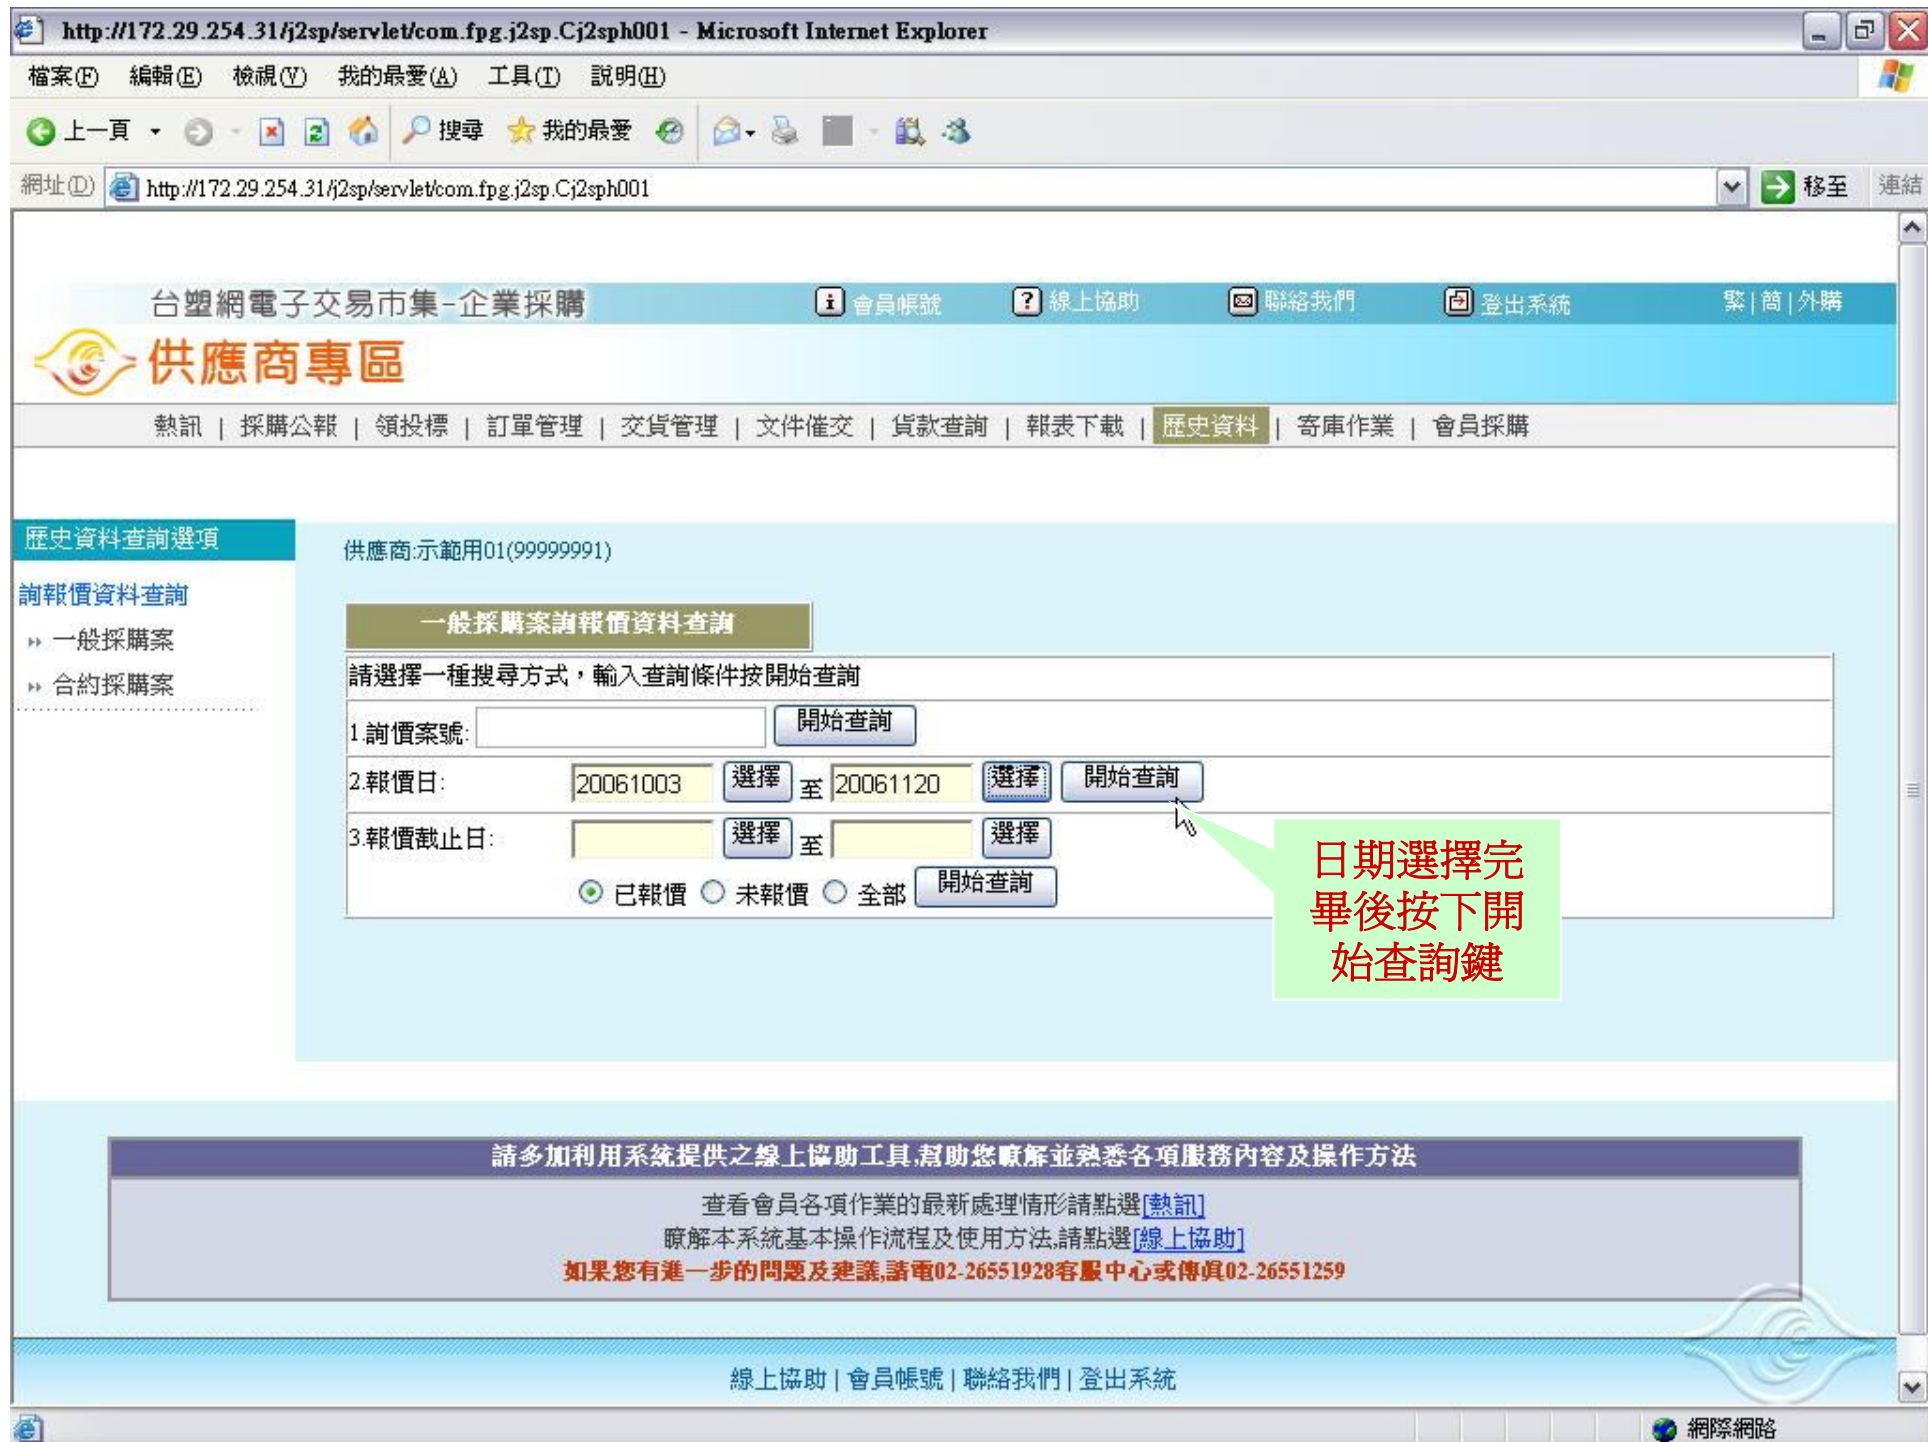 http://172.29.254.31/j2sp/servlet/com.fpg.j2sp.Cj2sph001 - Microsoft Internet Explorer
檔案(F) 編輯(E) 檢視(V) 我的最愛(A) 工具(T) 說明(H)
上一頁 搜尋 我的最愛
網址(D) http://172.29.254.31/j2sp/servlet/com.fpg.j2sp.Cj2sph001 移至 連結
台塑網電子交易市集-企業採購 會員帳號 線上協助 聯絡我們 登出系統 繁|簡|外購
供應商專區
熱訊 | 採購公報 | 領投標 | 訂單管理 | 交貨管理 | 文件催交 | 貨款查詢 | 報表下載 | 歷史資料 | 寄庫作業 | 會員採購
歷史資料查詢選項
供應商:示範用01(99999991)
詢報價資料查詢
一般採購案
合約採購案
一般採購案詢報價資料查詢
請選擇一種搜尋方式，輸入查詢條件按開始查詢
1.詢價案號: 開始查詢
2.報價日: 20061003 選擇 至 20061120 選擇 開始查詢
3.報價截止日: 選擇 至 選擇
已報價 未報價 全部 開始查詢
日期選擇完
畢後按下開
始查詢鍵
請多加利用系統提供之線上協助工具,幫助您瞭解並熟悉各項服務內容及操作方法
查看會員各項作業的最新處理情形請點選[熱訊]
瞭解本系統基本操作流程及使用方法,請點選[線上協助]
如果您有進一步的問題及建議,請電02-26551928客服中心或傳真02-26551259
線上協助 | 會員帳號 | 聯絡我們 | 登出系統
網際網路